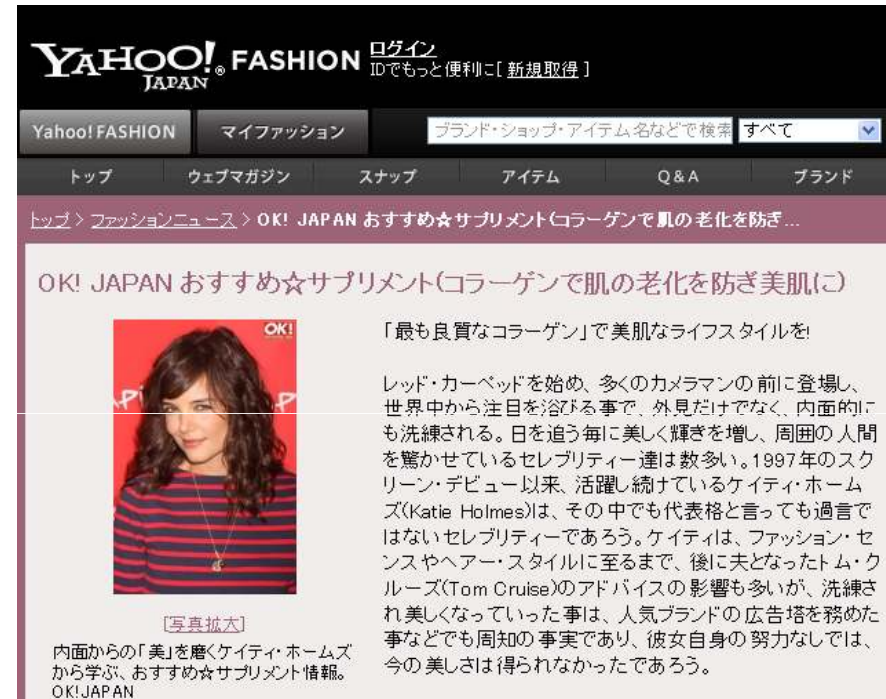 YAHOO! JAPAN ® FASHION ログイン
IDでもっと便利に[ 新規取得 ]
Yahoo! FASHION マイファッション ブランド・ショップ・アイテム名などで検索 すべて
トップ ウェブマガジン スナップ アイテム Q&A ブランド
トップ > ファッションニュース > OK! JAPAN おすすめ☆サプリメント(コラーゲンで肌の老化を防ぎ...
OK! JAPAN おすすめ☆サプリメント(コラーゲンで肌の老化を防ぎ美肌に)
OK!
[写真拡大]
内面からの「美」を磨くケイティ・ホームズ
から学ぶ、おすすめ☆サプリメント情報。
OK!JAPAN
「最も良質なコラーゲン」で美肌なライフスタイルを!
レッド・カーペッドを始め、多くのカメラマンの前に登場し、
世界中から注目を浴びる事で、外見だけでなく、内面的に
も洗練される。日を追う毎に美しく輝きを増し、周囲の人間
を驚かせているセレブリティー達は数多い。1997年のスク
リーン・デビュー以来、活躍し続けているケイティ・ホーム
ズ(Katie Holmes)は、その中でも代表格と言っても過言で
はないセレブリティーであろう。ケイティは、ファッション・セ
ンスやヘアー・スタイルに至るまで、後に夫となったトム・ク
ルーズ(Tom Cruise)のアドバイスの影響も多いが、洗練さ
れ美しくなっていった事は、人気ブランドの広告塔を務めた
事などでも周知の事実であり、彼女自身の努力なしでは、
今の美しさは得られなかったであろう。